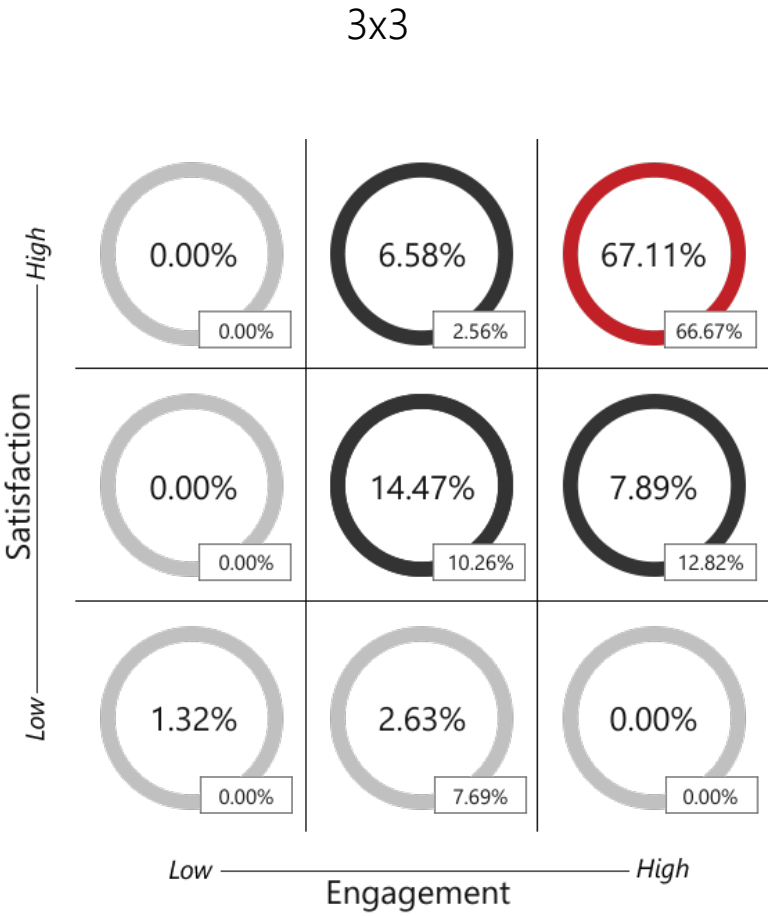 3x3
High
Satisfaction
Low
0.00%
0.00%
6.58%
2.56%
67.11%
66.67%
0.00%
0.00%
14.47%
10.26%
7.89%
12.82%
1.32%
0.00%
2.63%
7.69%
0.00%
0.00%
Low
High
Engagement